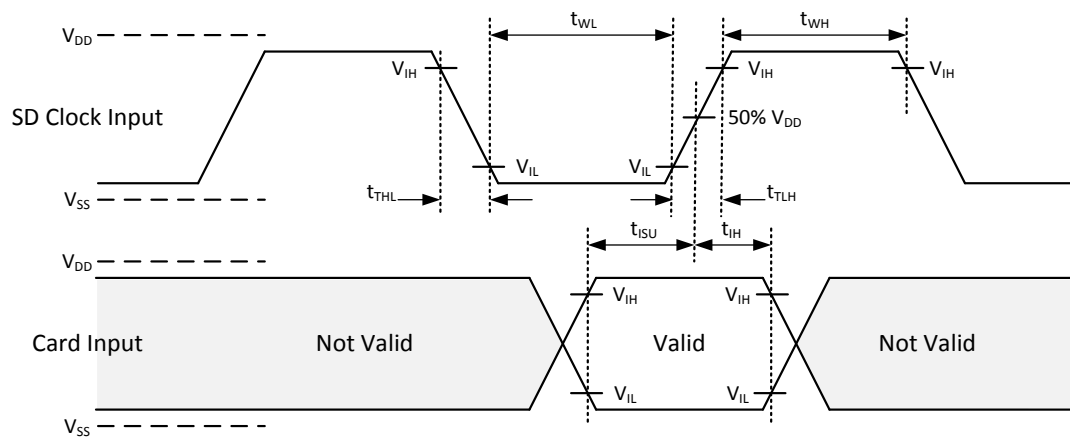 t_WL
t_WH
V_DD
V_IH
V_IH
V_IH
SD Clock Input
50% V_DD
V_IL
V_IL
V_SS
t_THL
t_TLH
t_ISU
t_IH
V_DD
V_IH
V_IH
Card Input
Not Valid
Valid
Not Valid
V_IL
V_IL
V_SS